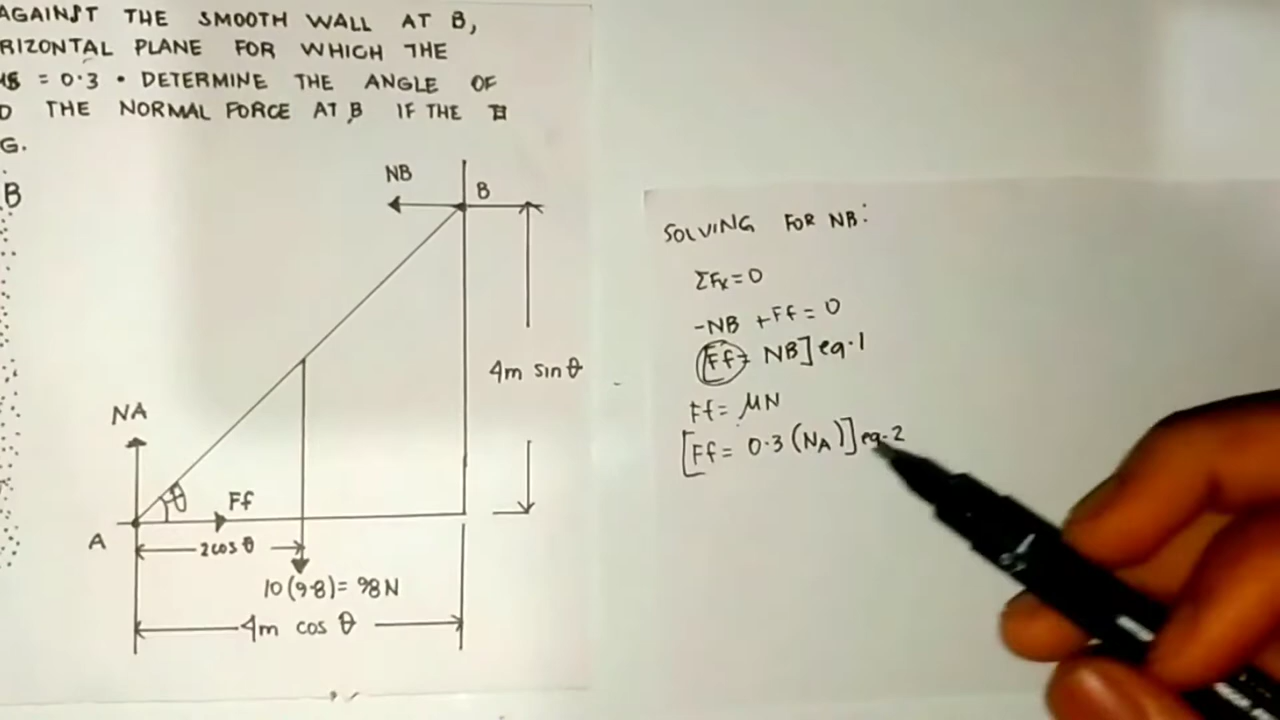 AGAINST THE SMOOTH WALL AT B,
RIZONTAL PLANE FOR WHICH THE
= 0.3 . DETERMINE THE ANGLE OF
THE NORMAL FORCE AT B IF THE
G.
B
NB
B
4m sinθ
NA
θ
Ff
A
2cosθ
10(9.8)= 98N
4m cos θ
SOLVING FOR NB:
ΣFx=0
-NB +Ff = 0
Ff= NB] eq.1
Ff= μN
[Ff= 0.3(NA)] eq.2